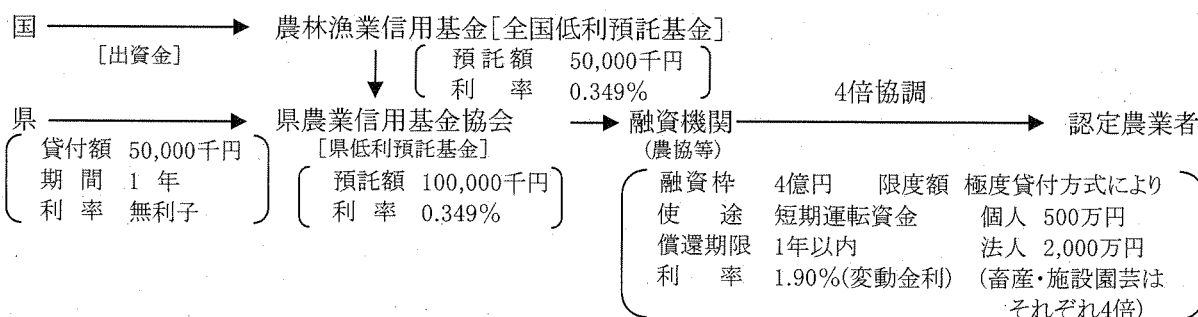 国 農林漁業信用基金[全国低利預託基金]
[出資金]
預託額 50,000千円
利率 0.349%
4倍協調
県 県農業信用基金協会 融資機関 認定農業者
[県低利預託基金] (農協等)
貸付額 50,000千円
期間 1年
利率 無利子
預託額 100,000千円
利率 0.349%
融資枠 4億円 限度額 極度貸付方式により
使途 短期運転資金 個人 500万円
償還期限 1年以内 法人 2,000万円
利率 1.90%(変動金利) (畜産・施設園芸は
それぞれ4倍)